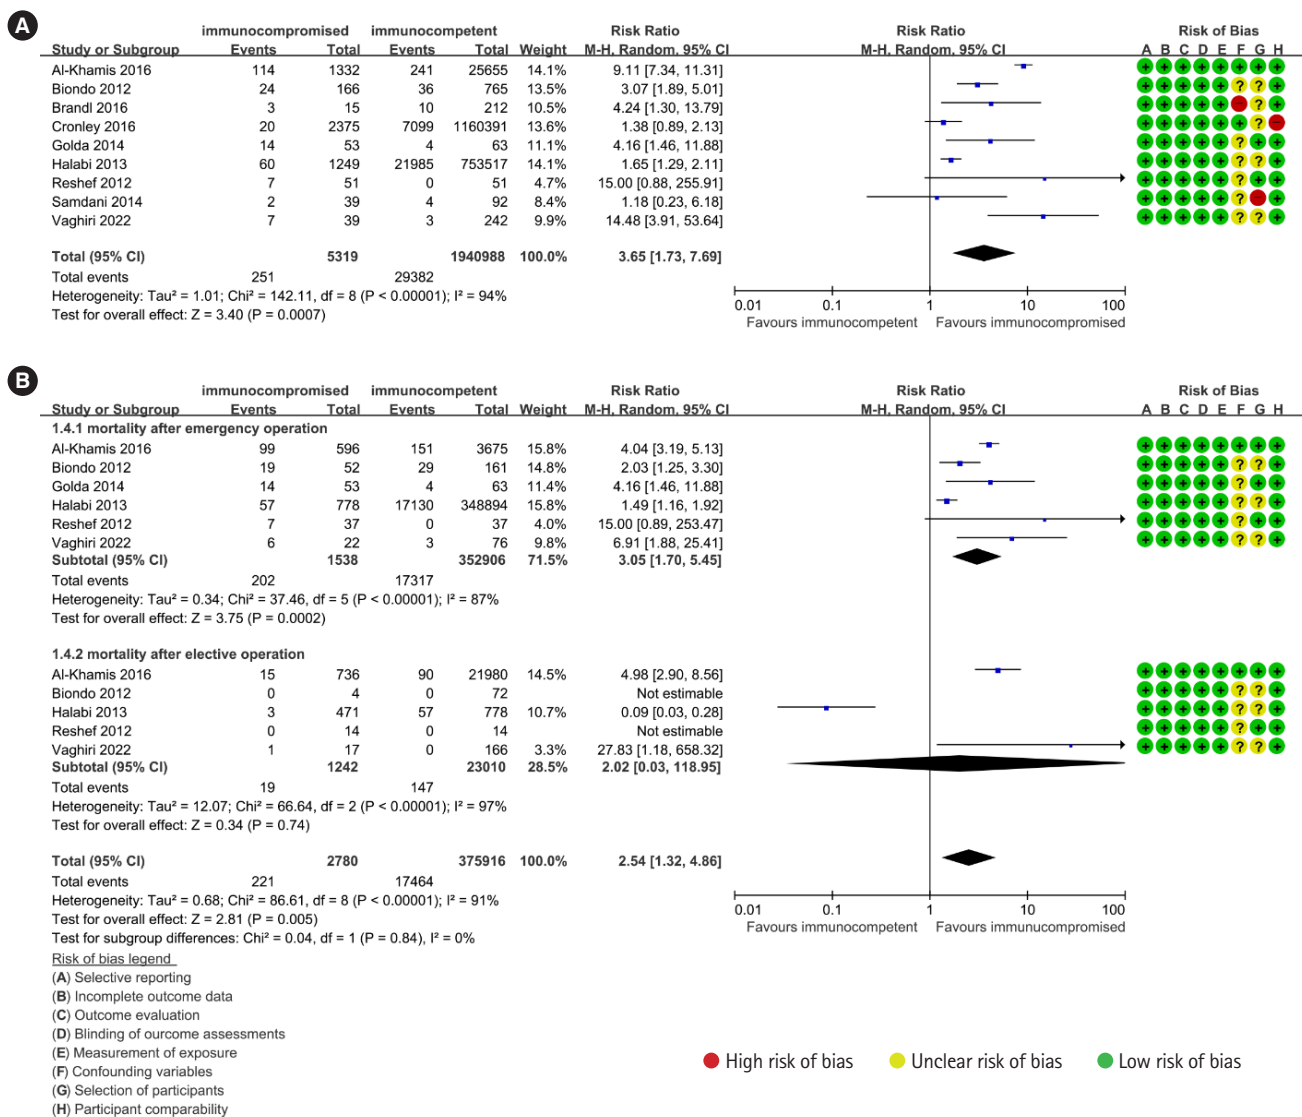 A
immunocompromised immunocompetent Risk Ratio Risk Ratio Risk of Bias
Study or Subgroup Events Total Events Total Weight M-H, Random, 95% CI M-H, Random, 95% CI A B C D E F G H
Al-Khamis 2016 114 1332 241 25655 14.1% 9.11 [7.34, 11.31] + + + + + + + +
Biondo 2012 24 166 36 765 13.5% 3.07 [1.89, 5.01] + + + + + ? ? +
Brandl 2016 3 15 10 212 10.5% 4.24 [1.30, 13.79] + + + + + − ? +
Cronley 2016 20 2375 7099 1160391 13.6% 1.38 [0.89, 2.13] + + + + + + ? −
Golda 2014 14 53 4 63 11.1% 4.16 [1.46, 11.88] + + + + + ? + +
Halabi 2013 60 1249 21985 753517 14.1% 1.65 [1.29, 2.11] + + + + + ? ? +
Reshef 2012 7 51 0 51 4.7% 15.00 [0.88, 255.91] + + + + + ? + +
Samdani 2014 2 39 4 92 8.4% 1.18 [0.23, 6.18] + + + + + ? − +
Vaghiri 2022 7 39 3 242 9.9% 14.48 [3.91, 53.64] + + + + + ? ? +
Total (95% CI) 5319 1940988 100.0% 3.65 [1.73, 7.69]
Total events 251 29382
Heterogeneity: Tau² = 1.01; Chi² = 142.11, df = 8 (P < 0.00001); I² = 94%
Test for overall effect: Z = 3.40 (P = 0.0007)
0.01 0.1 1 10 100
Favours immunocompetent Favours immunocompromised
B
immunocompromised immunocompetent Risk Ratio Risk Ratio Risk of Bias
Study or Subgroup Events Total Events Total Weight M-H, Random, 95% CI M-H, Random, 95% CI A B C D E F G H
1.4.1 mortality after emergency operation
Al-Khamis 2016 99 596 151 3675 15.8% 4.04 [3.19, 5.13] + + + + + + + +
Biondo 2012 19 52 29 161 14.8% 2.03 [1.25, 3.30] + + + + + ? ? +
Golda 2014 14 53 4 63 11.4% 4.16 [1.46, 11.88] + + + + + ? + +
Halabi 2013 57 778 17130 348894 15.8% 1.49 [1.16, 1.92] + + + + + ? ? +
Reshef 2012 7 37 0 37 4.0% 15.00 [0.89, 253.47] + + + + + ? + +
Vaghiri 2022 6 22 3 76 9.8% 6.91 [1.88, 25.41] + + + + + ? ? +
Subtotal (95% CI) 1538 352906 71.5% 3.05 [1.70, 5.45]
Total events 202 17317
Heterogeneity: Tau² = 0.34; Chi² = 37.46, df = 5 (P < 0.00001); I² = 87%
Test for overall effect: Z = 3.75 (P = 0.0002)
1.4.2 mortality after elective operation
Al-Khamis 2016 15 736 90 21980 14.5% 4.98 [2.90, 8.56] + + + + + + + +
Biondo 2012 0 4 0 72 Not estimable + + + + + ? ? +
Halabi 2013 3 471 57 778 10.7% 0.09 [0.03, 0.28] + + + + + ? ? +
Reshef 2012 0 14 0 14 Not estimable + + + + + ? + +
Vaghiri 2022 1 17 0 166 3.3% 27.83 [1.18, 658.32] + + + + + ? ? +
Subtotal (95% CI) 1242 23010 28.5% 2.02 [0.03, 118.95]
Total events 19 147
Heterogeneity: Tau² = 12.07; Chi² = 66.64, df = 2 (P < 0.00001); I² = 97%
Test for overall effect: Z = 0.34 (P = 0.74)
Total (95% CI) 2780 375916 100.0% 2.54 [1.32, 4.86]
Total events 221 17464
Heterogeneity: Tau² = 0.68; Chi² = 86.61, df = 8 (P < 0.00001); I² = 91%
Test for overall effect: Z = 2.81 (P = 0.005)
Test for subgroup differences: Chi² = 0.04, df = 1 (P = 0.84), I² = 0%
0.01 0.1 1 10 100
Favours immunocompetent Favours immunocompromised
Risk of bias legend
(A) Selective reporting
(B) Incomplete outcome data
(C) Outcome evaluation
(D) Blinding of ourcome assessments
(E) Measurement of exposure
(F) Confounding variables
(G) Selection of participants
(H) Participant comparability
High risk of bias Unclear risk of bias Low risk of bias